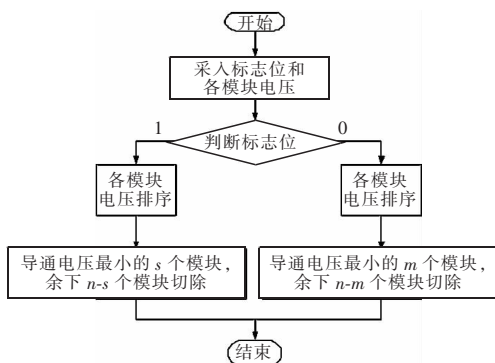 开始
采入标志位和
各模块电压
1
判断标志位
0
各模块
电压排序
各模块
电压排序
导通电压最小的 s 个模块，
余下 n-s 个模块切除
导通电压最小的 m 个模块，
余下 n-m 个模块切除
结束